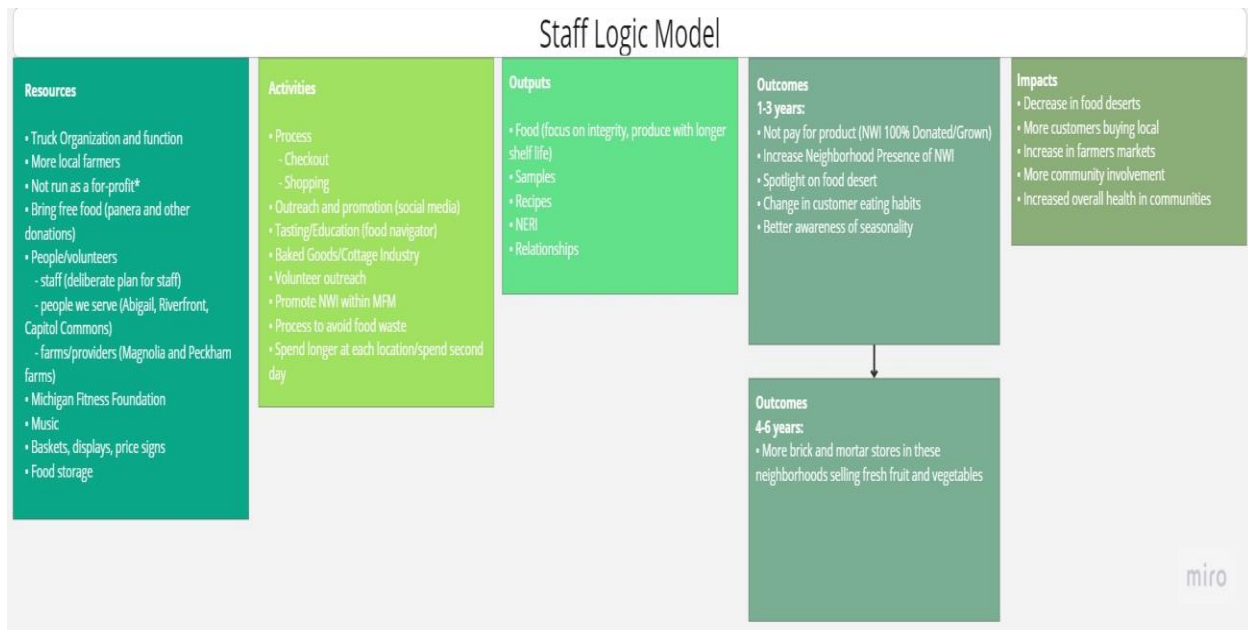 Staff Logic Model
Resources
• Truck Organization and function
• More local farmers
• Not run as a for-profit*
• Bring free food (panera and other
donations)
• People/volunteers
- staff (deliberate plan for staff)
- people we serve (Abigail, Riverfront,
Capitol Commons)
- farms/providers (Magnolia and Peckham
farms)
• Michigan Fitness Foundation
• Music
• Baskets, displays, price signs
• Food storage
Activities
• Process
- Checkout
- Shopping
• Outreach and promotion (social media)
• Tasting/Education (food navigator)
• Baked Goods/Cottage Industry
• Volunteer outreach
• Promote NWI within MFM
• Process to avoid food waste
• Spend longer at each location/spend second
day
Outputs
• Food (focus on integrity, produce with longer
shelf life)
• Samples
• Recipes
• NERI
• Relationships
Outcomes
1-3 years:
• Not pay for product (NWI 100% Donated/Grown)
• Increase Neighborhood Presence of NWI
• Spotlight on food desert
• Change in customer eating habits
• Better awareness of seasonality
Outcomes
4-6 years:
• More brick and mortar stores in these
neighborhoods selling fresh fruit and vegetables
Impacts
• Decrease in food deserts
• More customers buying local
• Increase in farmers markets
• More community involvement
• Increased overall health in communities
miro